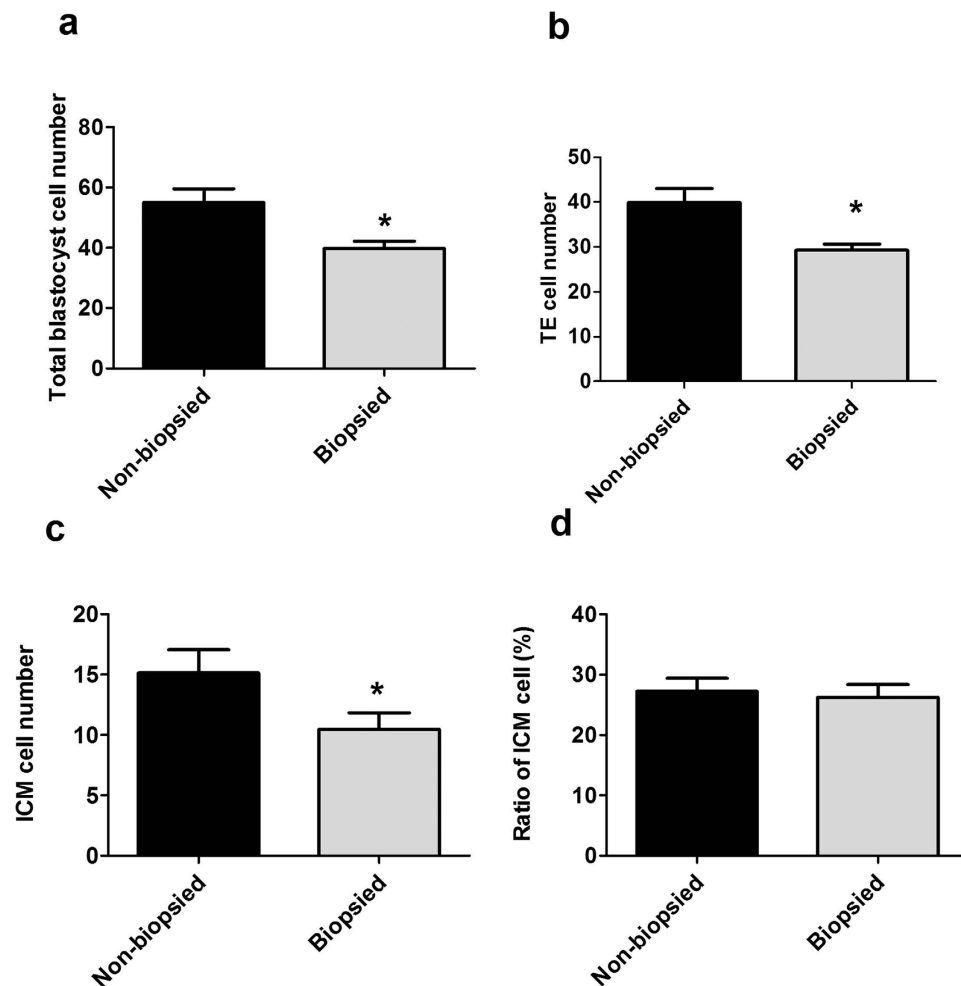 a
Total blastocyst cell number
80
60
40
20
0
*
Non-biopsied
Biopsied
b
TE cell number
50
40
30
20
10
0
*
Non-biopsied
Biopsied
c
ICM cell number
20
15
10
5
0
*
Non-biopsied
Biopsied
d
Ratio of ICM cell (%)
40
30
20
10
0
Non-biopsied
Biopsied